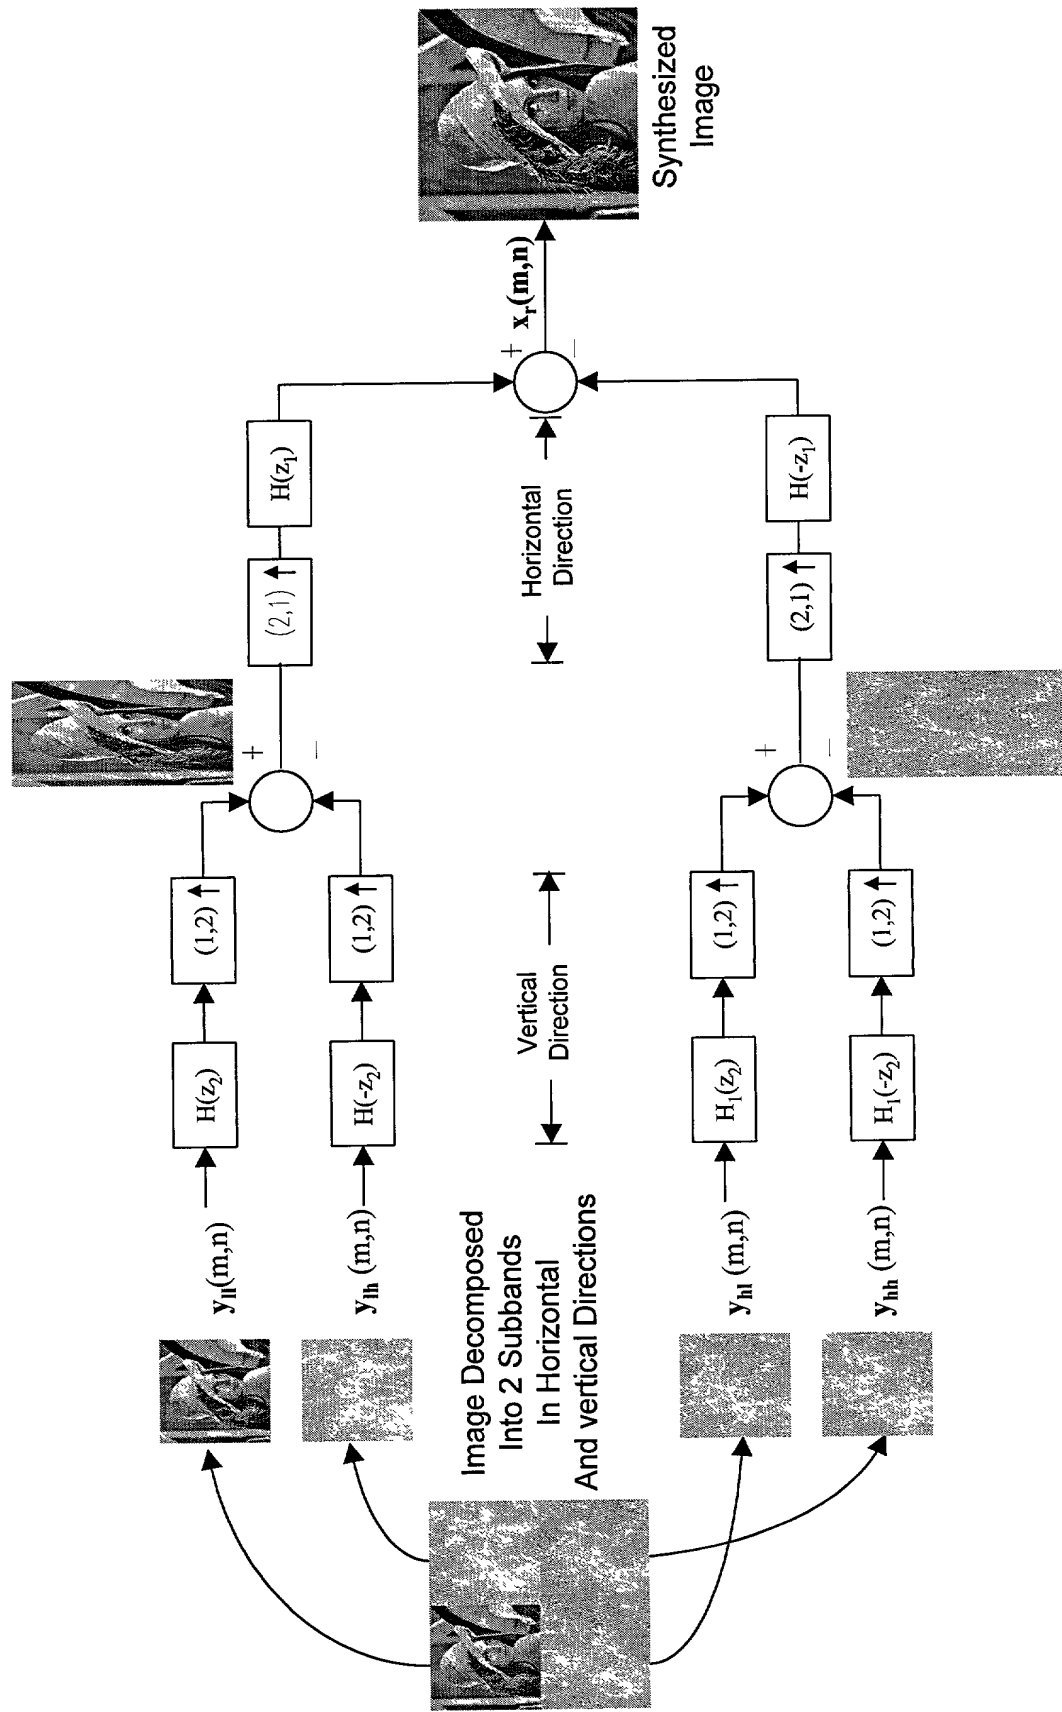 y_ll(m,n)
H(z_2)
(1,2)↑
+
−
y_lh (m,n)
H(-z_2)
(1,2)↑
(2,1)↑
H(z_1)
Image Decomposed
Into 2 Subbands
In Horizontal
And vertical Directions
Vertical
Direction
Horizontal
Direction
+
−
x_r(m,n)
Synthesized
Image
y_hl (m,n)
H_1(z_2)
(1,2)↑
+
−
y_hh (m,n)
H_1(-z_2)
(1,2)↑
(2,1)↑
H(-z_1)